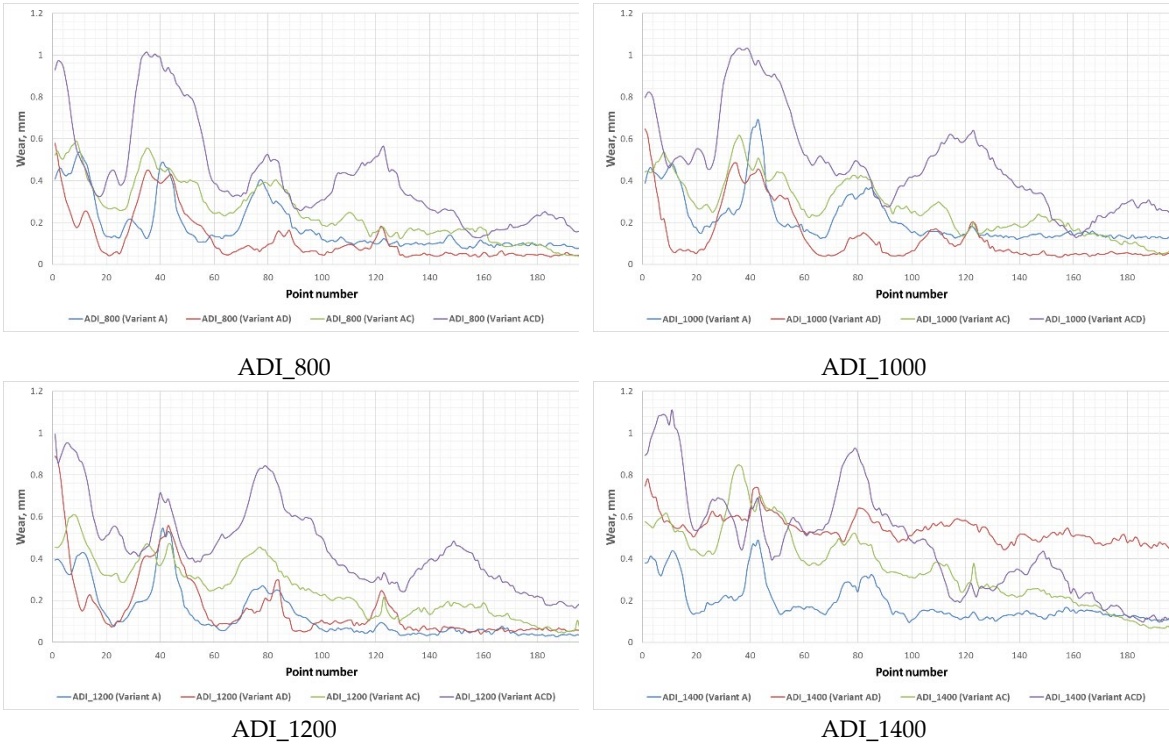 1.2
1
0.8
0.6
0.4
0.2
0
Wear, mm
0 20 40 60 80 100 120 140 160 180
Point number
ADI_800 (Variant A) ADI_800 (Variant AD) ADI_800 (Variant AC) ADI_800 (Variant ACD)
ADI_800
1.2
1
0.8
0.6
0.4
0.2
0
Wear, mm
0 20 40 60 80 100 120 140 160 180
Point number
ADI_1000 (Variant A) ADI_1000 (Variant AD) ADI_1000 (Variant AC) ADI_1000 (Variant ACD)
ADI_1000
1.2
1
0.8
0.6
0.4
0.2
0
Wear, mm
0 20 40 60 80 100 120 140 160 180
Point number
ADI_1200 (Variant A) ADI_1200 (Variant AD) ADI_1200 (Variant AC) ADI_1200 (Variant ACD)
ADI_1200
1.2
1
0.8
0.6
0.4
0.2
0
Wear, mm
0 20 40 60 80 100 120 140 160 180
Point number
ADI_1400 (Variant A) ADI_1400 (Variant AD) ADI_1400 (Variant AC) ADI_1400 (Variant ACD)
ADI_1400